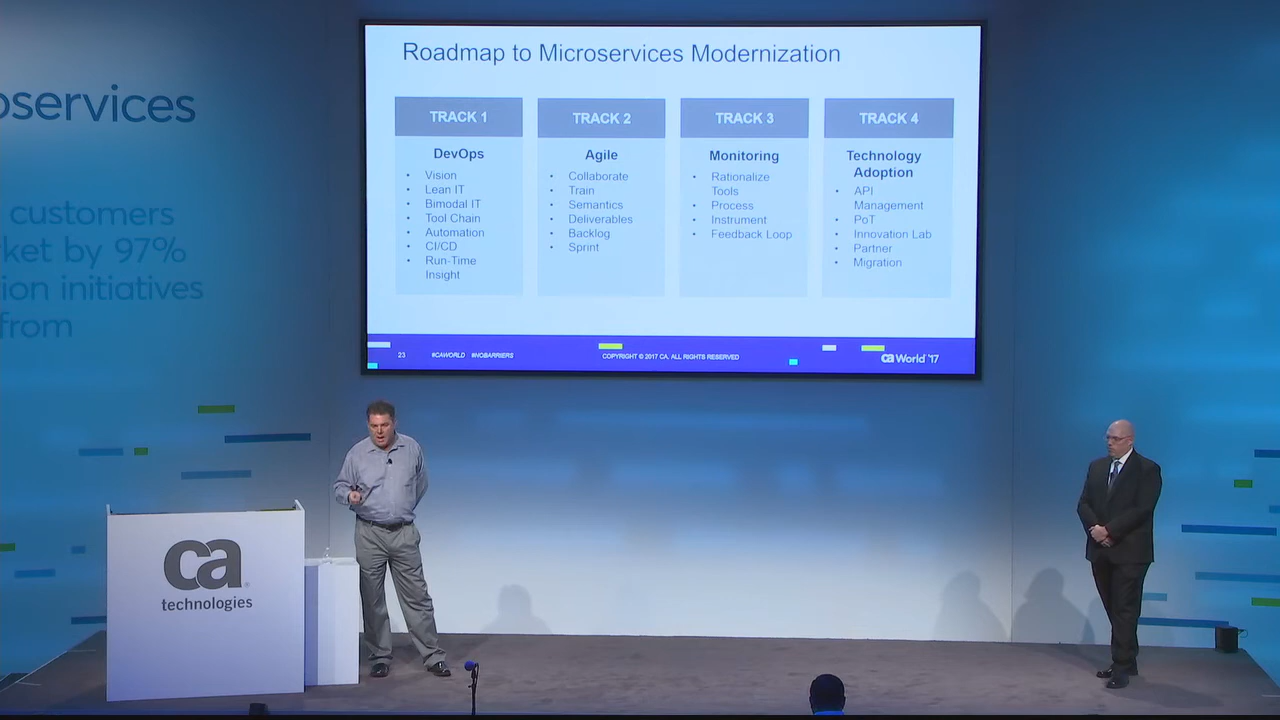 oservices
customers
ket by 97%
ion initiatives
from
Roadmap to Microservices Modernization
TRACK 1
DevOps
• Vision
• Lean IT
• Bimodal IT
• Tool Chain
• Automation
• CI/CD
• Run-Time
Insight
TRACK 2
Agile
• Collaborate
• Train
• Semantics
• Deliverables
• Backlog
• Sprint
TRACK 3
Monitoring
• Rationalize
Tools
• Process
• Instrument
• Feedback Loop
TRACK 4
Technology
Adoption
• API
Management
• PoT
• Innovation Lab
• Partner
• Migration
23 #CAWORLD #NOBARRIERS COPYRIGHT © 2017 CA, ALL RIGHTS RESERVED ca World '17
ca
technologies